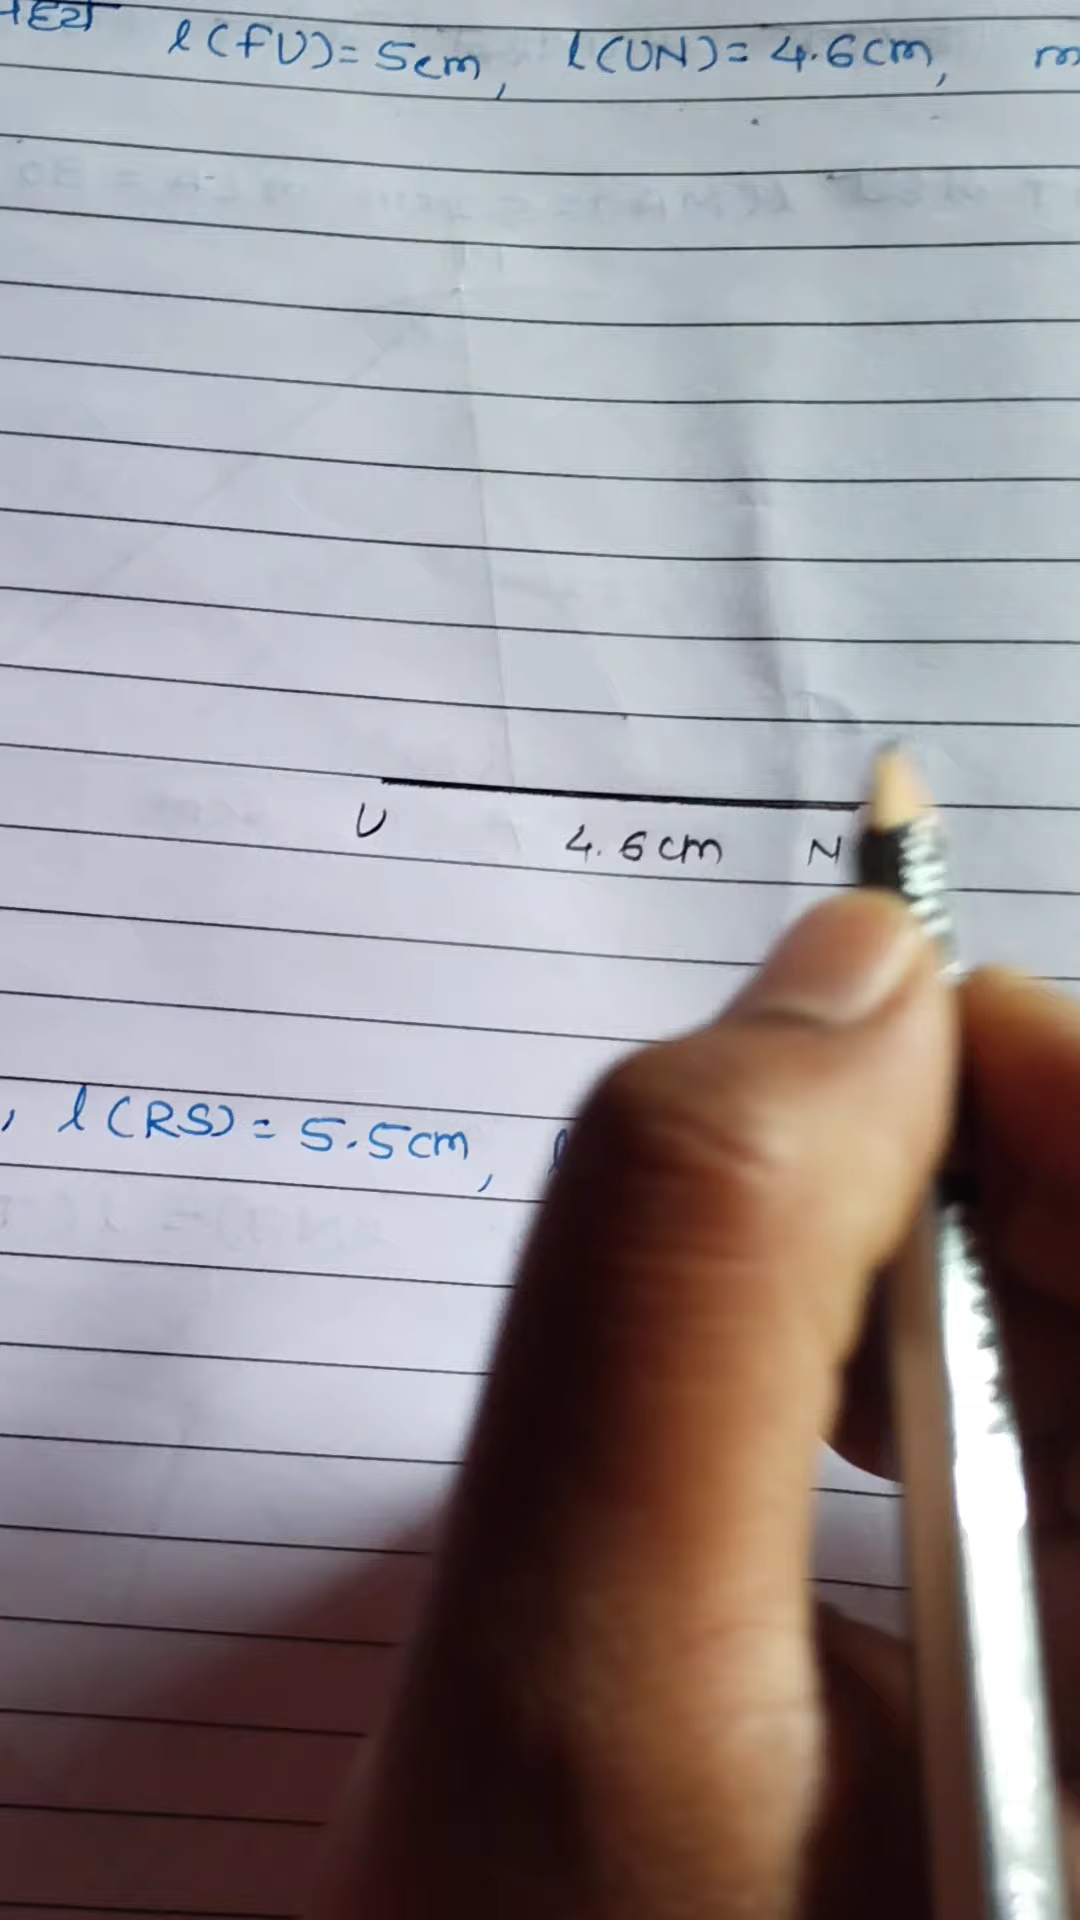 l(FU)= 5cm, l(UN)= 4.6cm, m
U 4.6cm N
, l(RS)= 5.5cm,